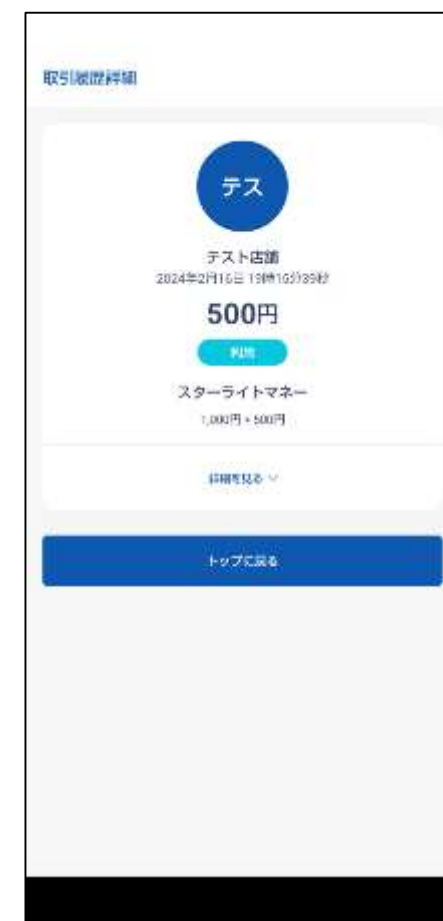 取引履歴詳細
テス
テスト店舗
2024年2月16日 19時16分39秒
500円
利用
スターライトマネー
1,000円 → 500円
詳細を見る
トップに戻る